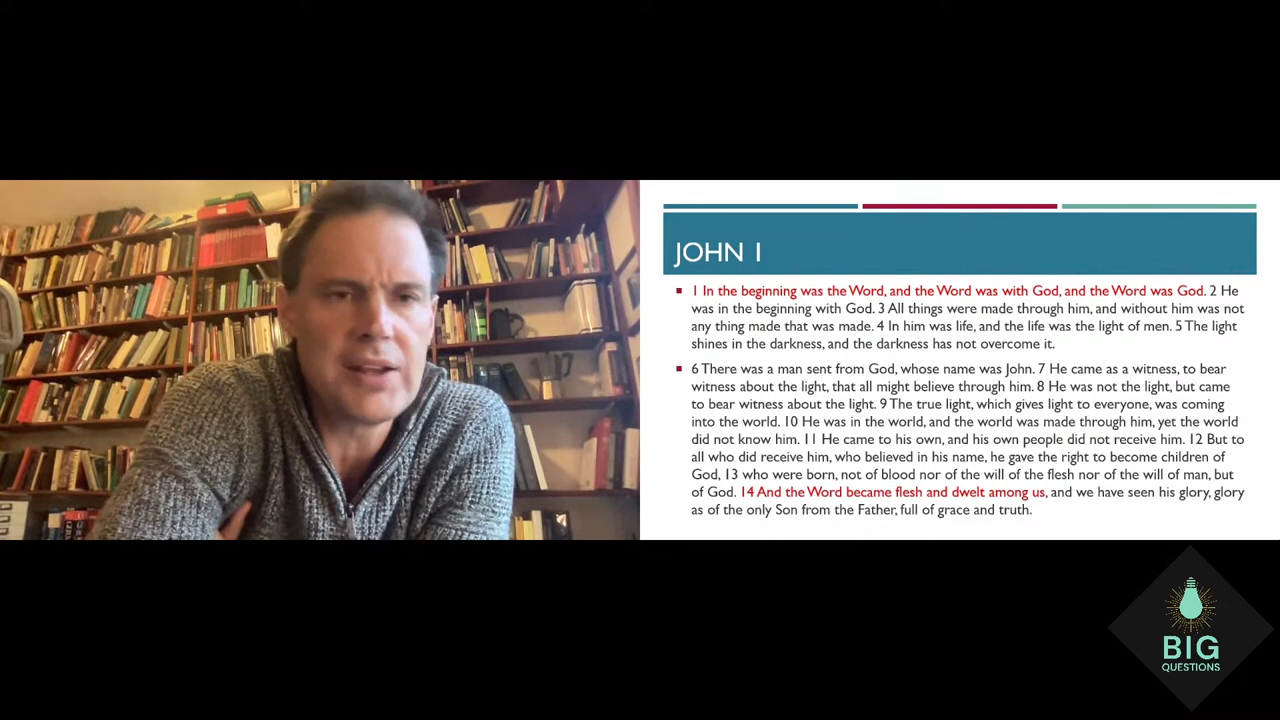 JOHN 1
1 In the beginning was the Word, and the Word was with God, and the Word was God. 2 He
was in the beginning with God. 3 All things were made through him, and without him was not
any thing made that was made. 4 In him was life, and the life was the light of men. 5 The light
shines in the darkness, and the darkness has not overcome it.
6 There was a man sent from God, whose name was John. 7 He came as a witness, to bear
witness about the light, that all might believe through him. 8 He was not the light, but came
to bear witness about the light. 9 The true light, which gives light to everyone, was coming
into the world. 10 He was in the world, and the world was made through him, yet the world
did not know him. 11 He came to his own, and his own people did not receive him. 12 But to
all who did receive him, who believed in his name, he gave the right to become children of
God, 13 who were born, not of blood nor of the will of the flesh nor of the will of man, but
of God. 14 And the Word became flesh and dwelt among us, and we have seen his glory, glory
as of the only Son from the Father, full of grace and truth.
BIG
QUESTIONS